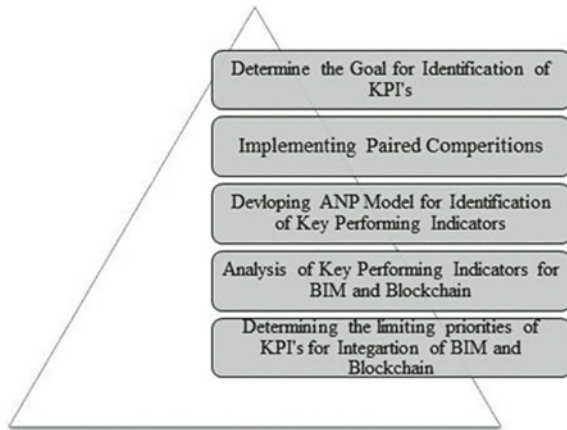 Determine the Goal for Identification of
KPI's
Implementing Paired Comperitions
Devloping ANP Model for Identification
of Key Performing Indicators
Analysis of Key Performing Indicators for
BIM and Blockchain
Determining the limiting priorities of
KPI's for Integartion of BIM and
Blockchain